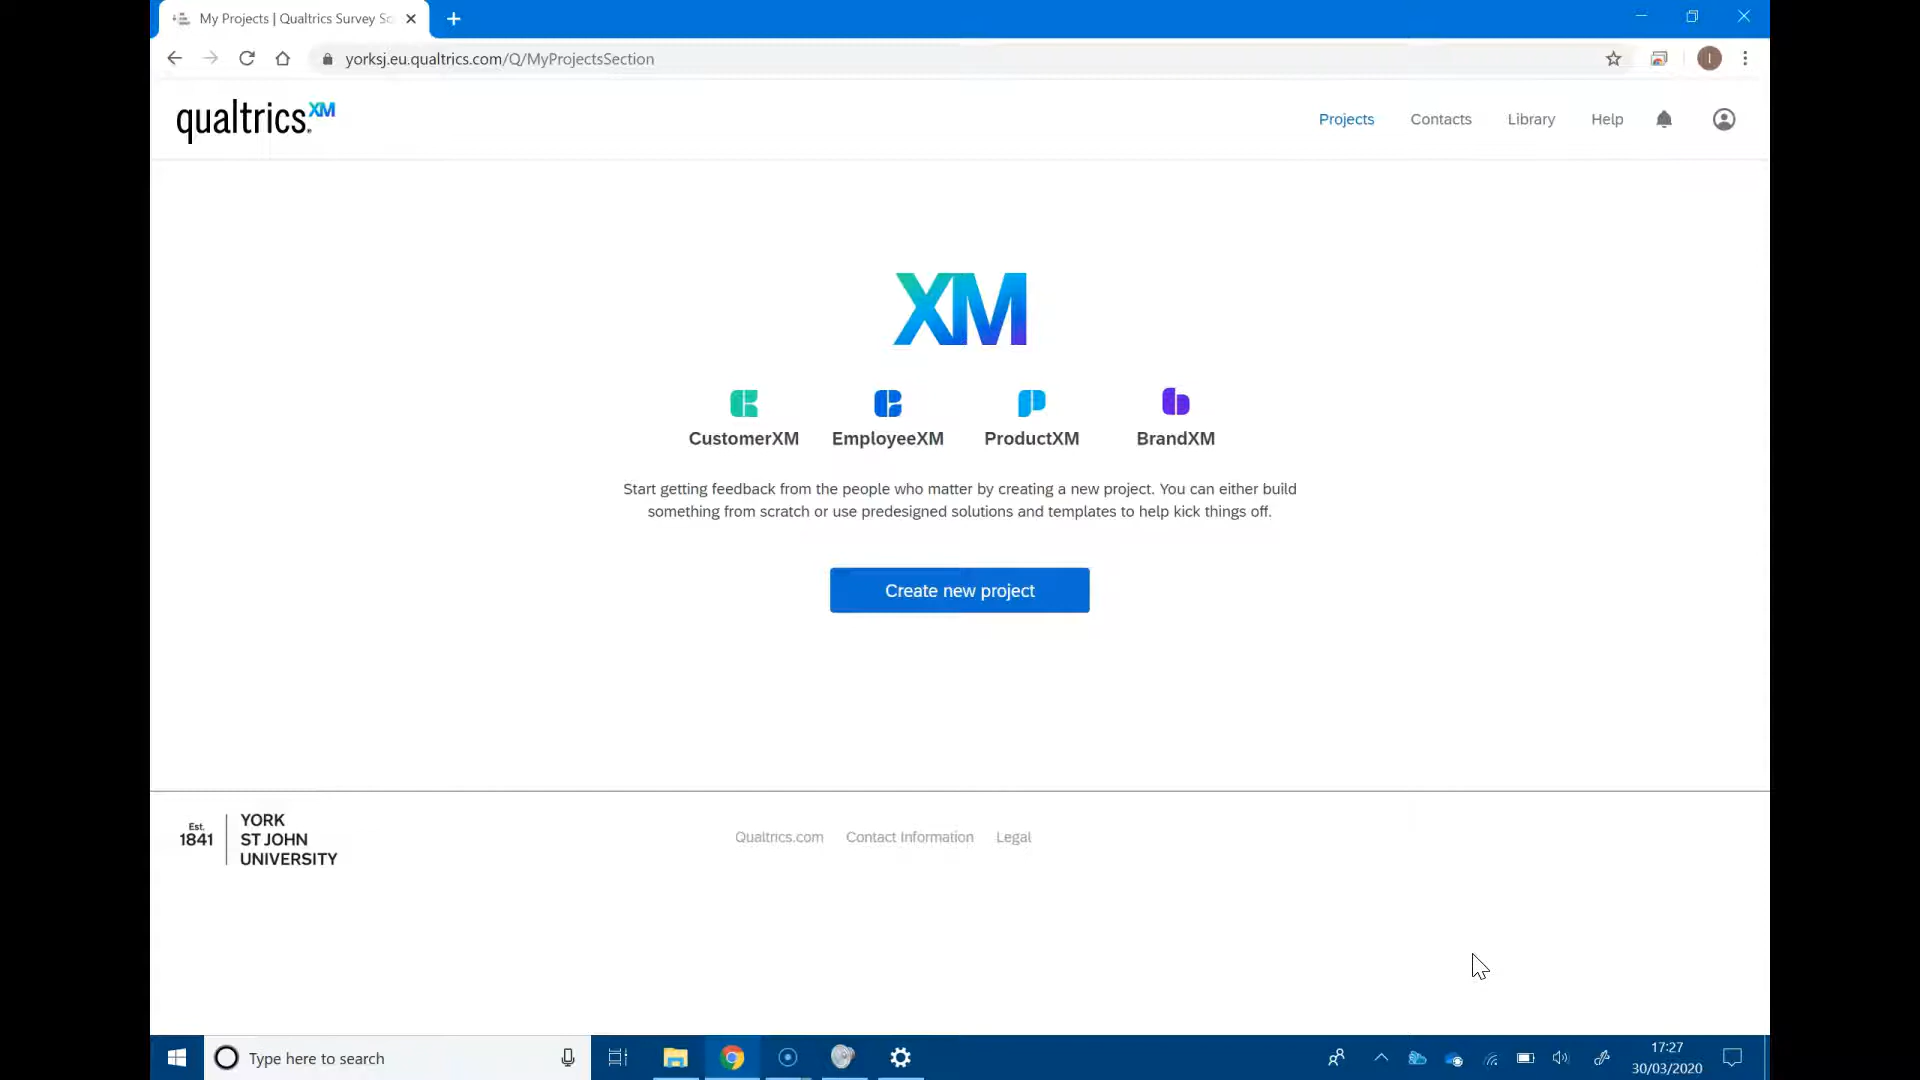 My Projects | Qualtrics Survey So
yorksj.eu.qualtrics.com/Q/MyProjectsSection
qualtrics.XM
Projects Contacts Library Help
XM
CustomerXM EmployeeXM ProductXM BrandXM
Start getting feedback from the people who matter by creating a new project. You can either build
something from scratch or use predesigned solutions and templates to help kick things off.
Create new project
Est.
1841
YORK
ST JOHN
UNIVERSITY
Qualtrics.com Contact Information Legal
Type here to search
17:27
30/03/2020